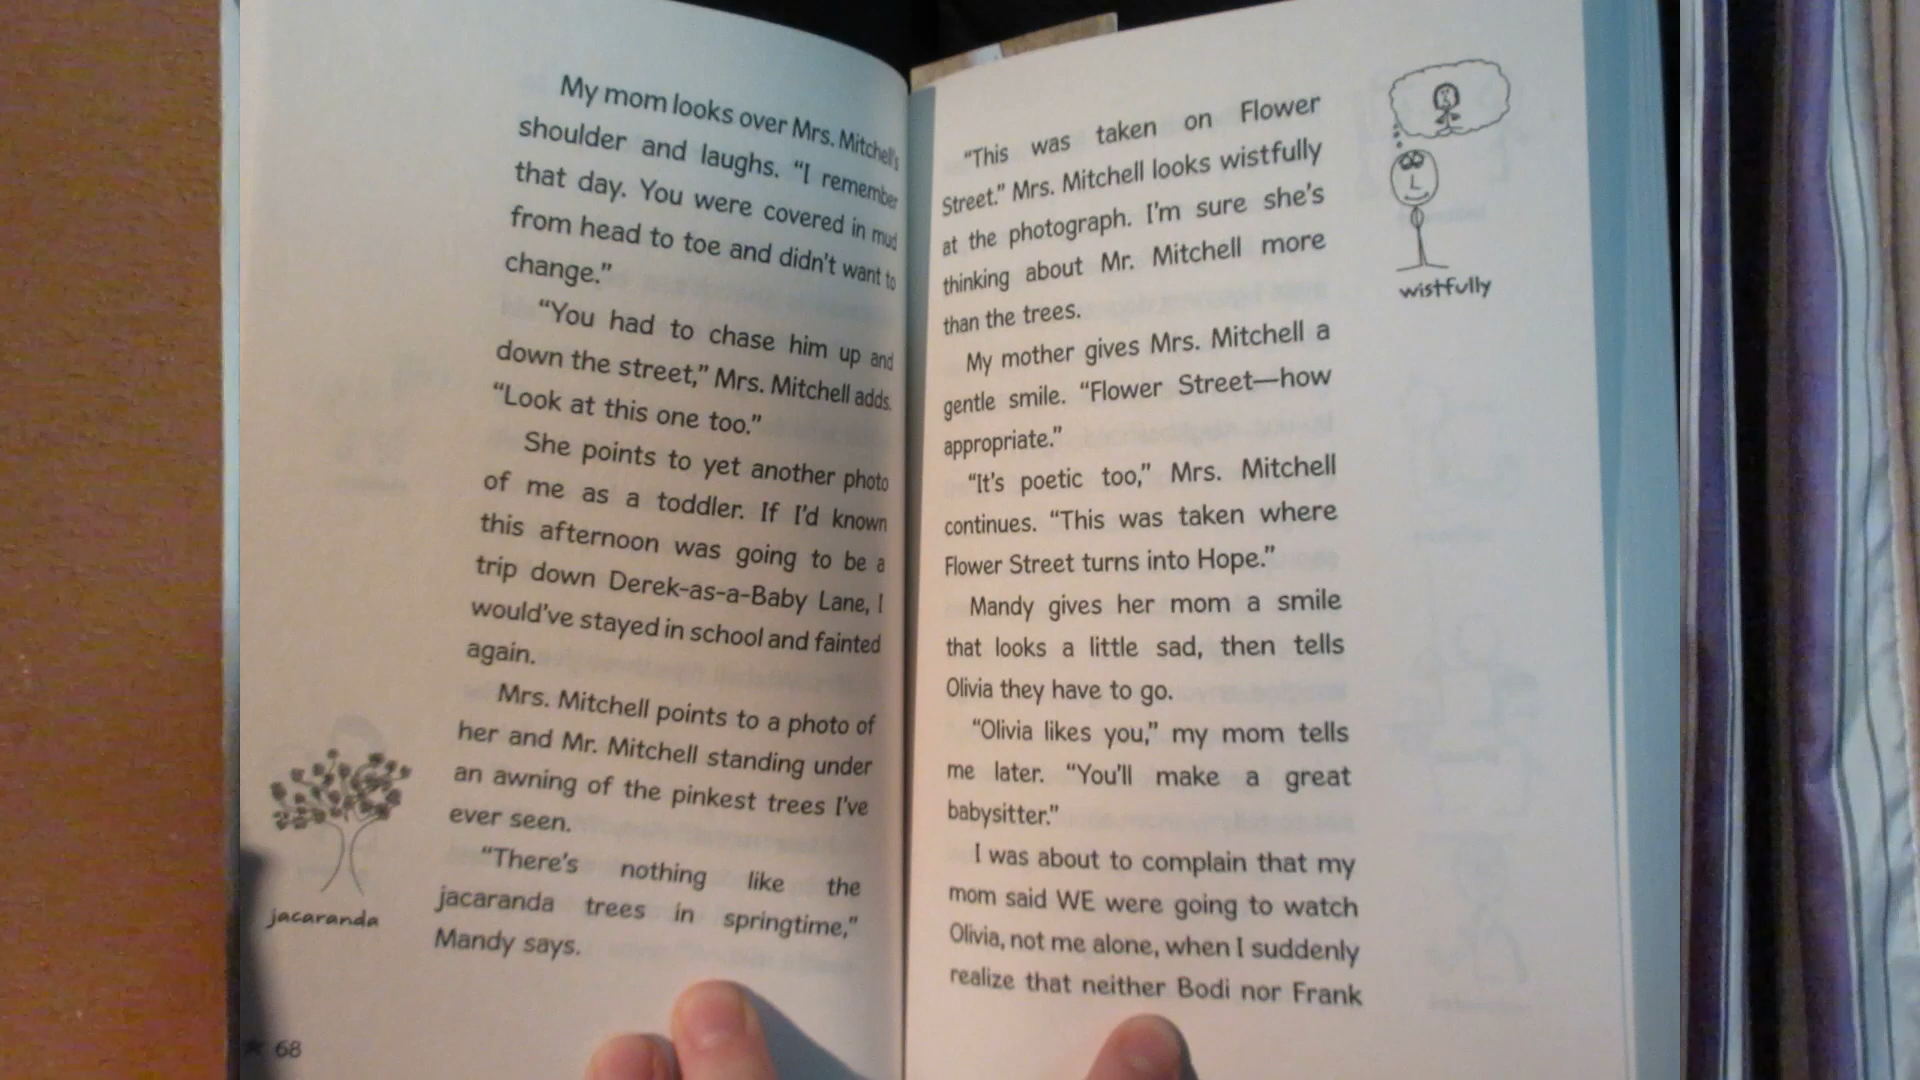 My mom looks over Mrs. Mitchell's
shoulder and laughs. “I remember
that day. You were covered in mud
from head to toe and didn't want to
change.”
“You had to chase him up and
down the street,” Mrs. Mitchell adds.
“Look at this one too.”
She points to yet another photo
of me as a toddler. If I'd known
this afternoon was going to be a
trip down Derek-as-a-Baby Lane, I
would've stayed in school and fainted
again.
Mrs. Mitchell points to a photo of
her and Mr. Mitchell standing under
an awning of the pinkest trees I've
ever seen.
“There's nothing like the
jacaranda trees in springtime,”
Mandy says.
jacaranda
68
“This was taken on Flower
Street.” Mrs. Mitchell looks wistfully
at the photograph. I'm sure she's
thinking about Mr. Mitchell more
than the trees.
My mother gives Mrs. Mitchell a
gentle smile. “Flower Street—how
appropriate.”
“It's poetic too,” Mrs. Mitchell
continues. “This was taken where
Flower Street turns into Hope.”
Mandy gives her mom a smile
that looks a little sad, then tells
Olivia they have to go.
“Olivia likes you,” my mom tells
me later. “You'll make a great
babysitter.”
I was about to complain that my
mom said WE were going to watch
Olivia, not me alone, when I suddenly
realize that neither Bodi nor Frank
wistfully